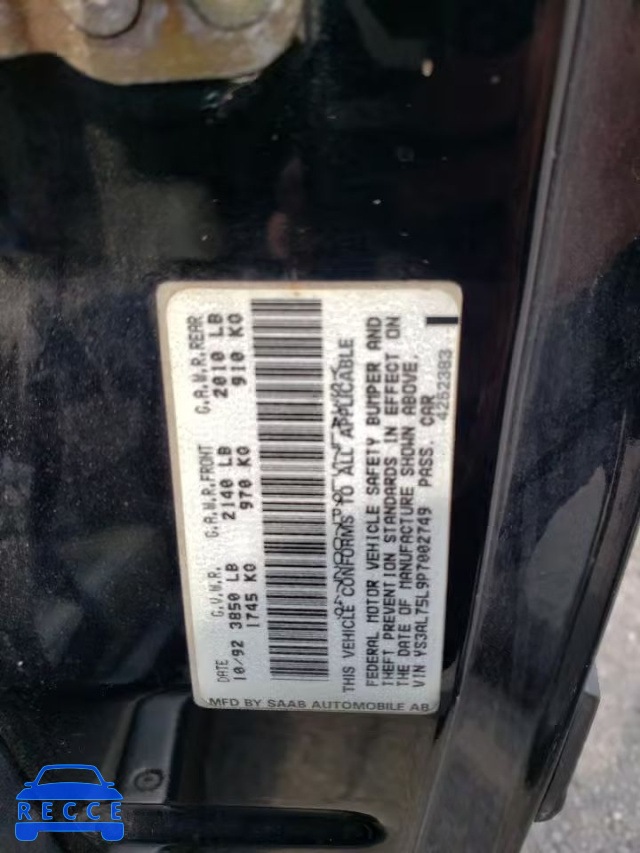 DATE G.V.W.R. G.A.W.R.FRONT G.A.W.R.REAR
10/92 3850 LB 2140 LB 2010 LB
1745 KG 970 KG 910 KG
THIS VEHICLE CONFORMS TO ALL APPLICABLE
FEDERAL MOTOR VEHICLE SAFETY BUMPER AND
THEFT PREVENTION STANDARDS IN EFFECT ON
THE DATE OF MANUFACTURE SHOWN ABOVE.
VIN YS3AL75L9P7002749 PASS. CAR
4262383
MFD BY SAAB AUTOMOBILE AB
RECCE